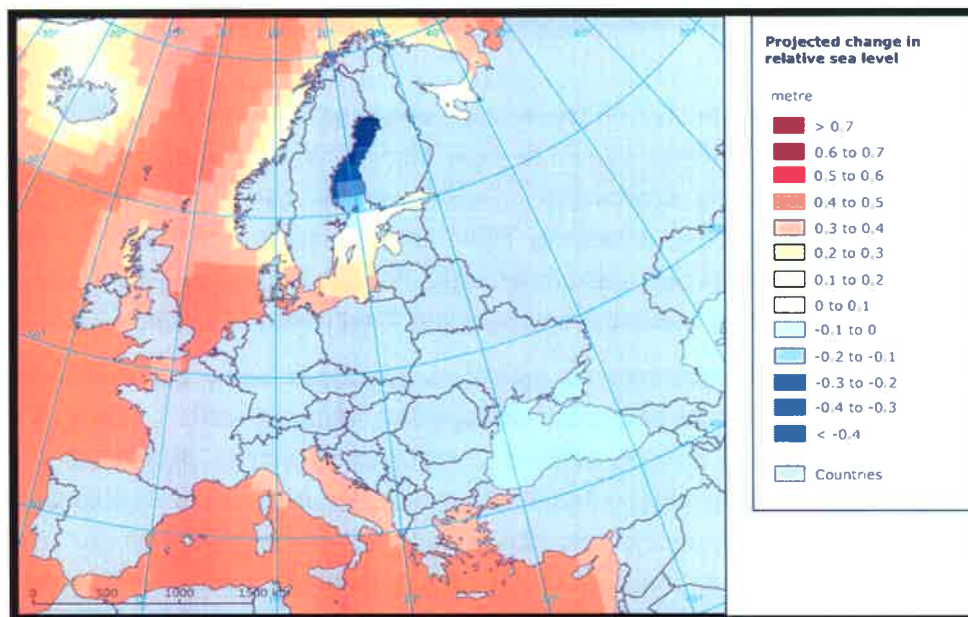 Projected change in
relative sea level
metre
> 0.7
0.6 to 0.7
0.5 to 0.6
0.4 to 0.5
0.3 to 0.4
0.2 to 0.3
0.1 to 0.2
0 to 0.1
-0.1 to 0
-0.2 to -0.1
-0.3 to -0.2
-0.4 to -0.3
< -0.4
Countries
0 500 1000 1500 km